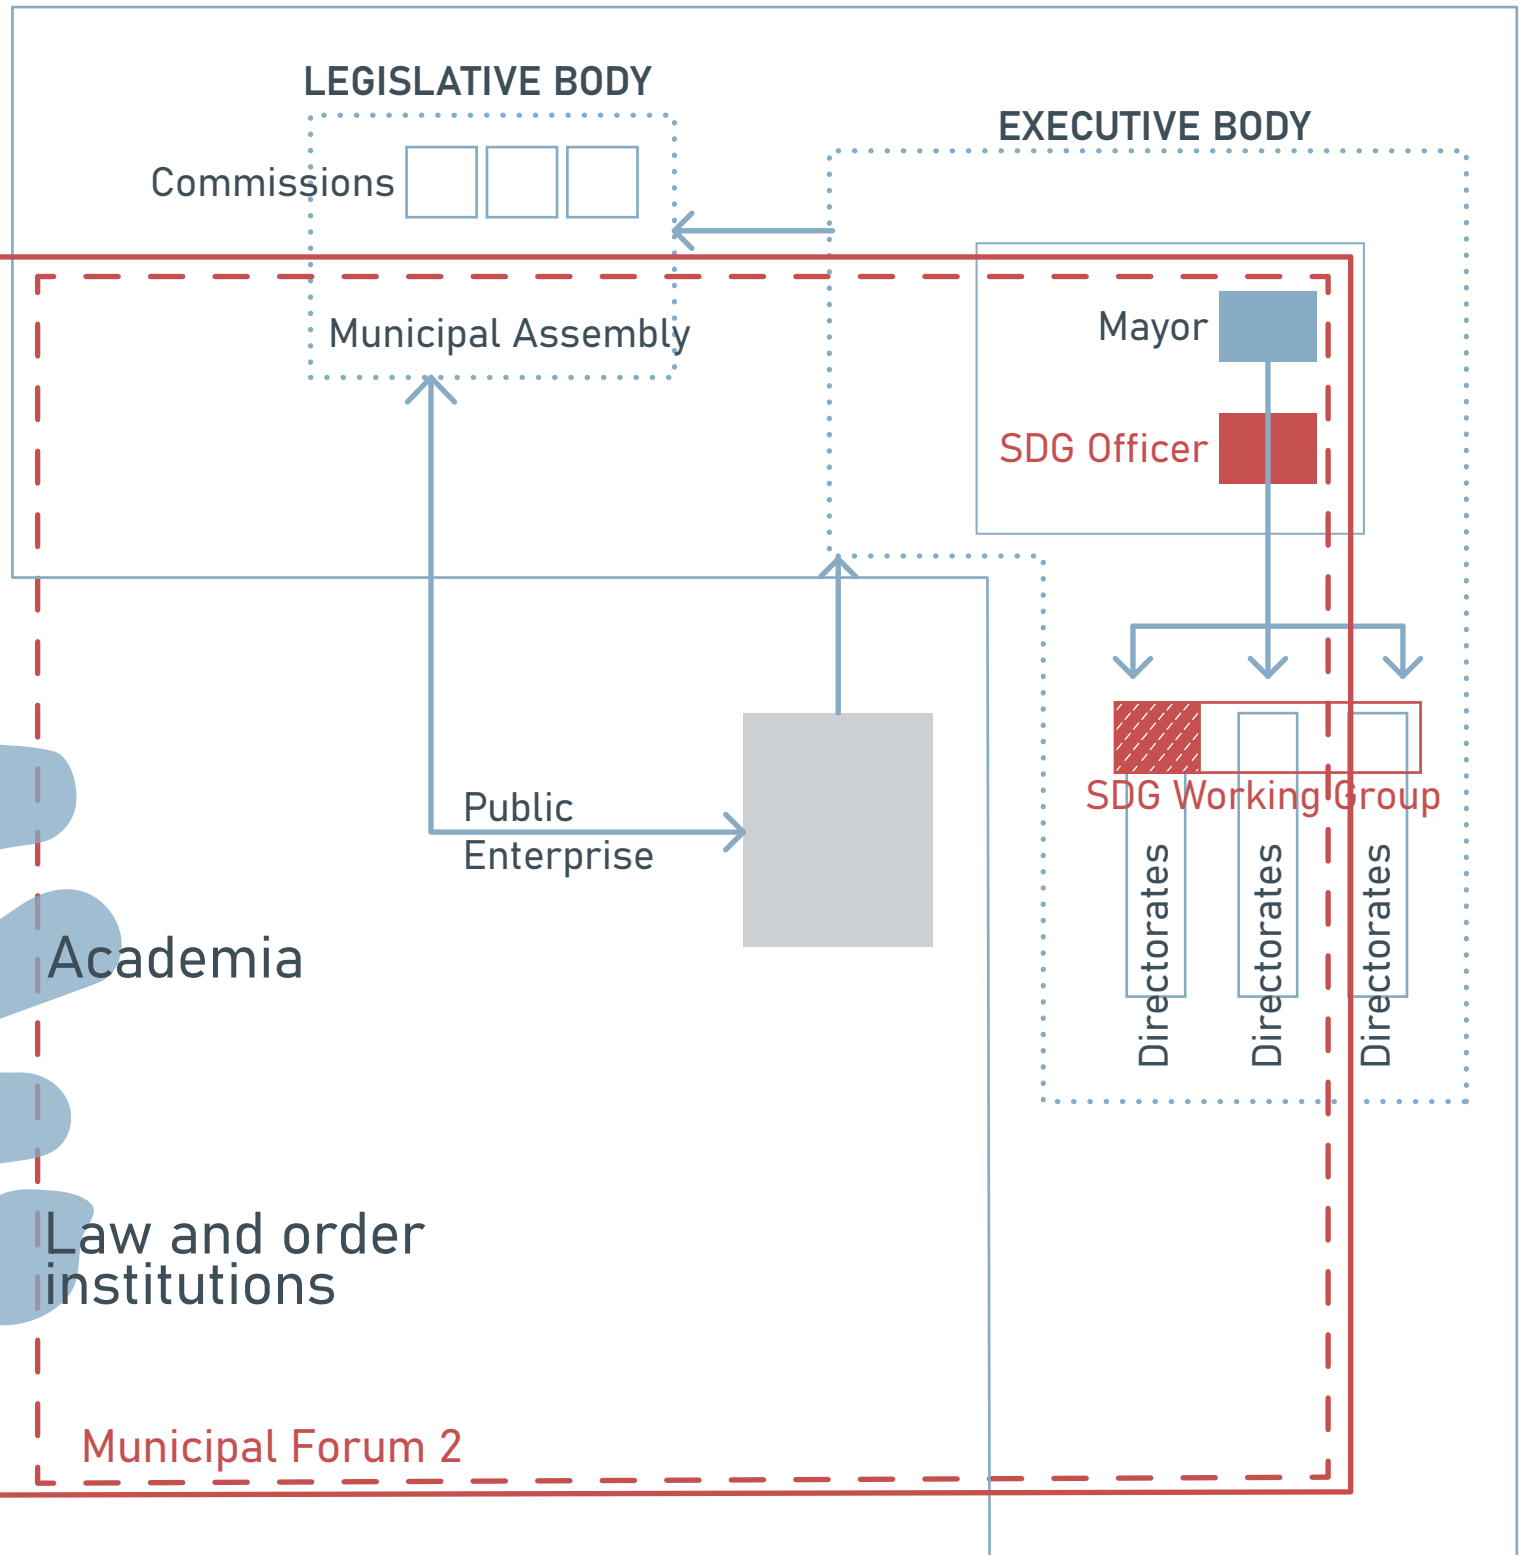 LEGISLATIVE BODY
EXECUTIVE BODY
Commissions
Municipal Assembly
Mayor
SDG Officer
Public
Enterprise
SDG Working Group
Directorates
Directorates
Directorates
Academia
Law and order
institutions
Municipal Forum 2